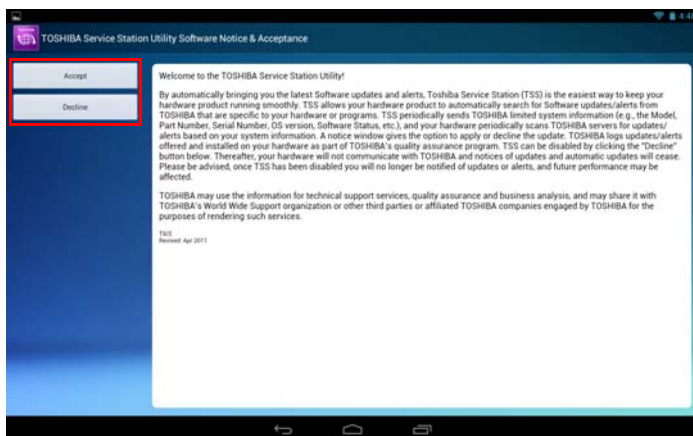 4:4
TOSHIBA Service Station Utility Software Notice & Acceptance
Accept
Decline
Welcome to the TOSHIBA Service Station Utility!
By automatically bringing you the latest Software updates and alerts, Toshiba Service Station (TSS) is the easiest way to keep your
hardware product running smoothly. TSS allows your hardware product to automatically search for Software updates/alerts from
TOSHIBA that are specific to your hardware or programs. TSS periodically sends TOSHIBA limited system information (e.g., the Model,
Part Number, Serial Number, OS version, Software Status, etc.), and your hardware periodically scans TOSHIBA servers for updates/
alerts based on your system information. A notice window gives the option to apply or decline the update. TOSHIBA logs updates/alerts
offered and installed on your hardware as part of TOSHIBA's quality assurance program. TSS can be disabled by clicking the "Decline"
button below. Thereafter, your hardware will not communicate with TOSHIBA and notices of updates and automatic updates will cease.
Please be advised, once TSS has been disabled you will no longer be notified of updates or alerts, and future performance may be
affected.
TOSHIBA may use the information for technical support services, quality assurance and business analysis, and may share it with
TOSHIBA's World Wide Support organization or other third parties or affiliated TOSHIBA companies engaged by TOSHIBA for the
purposes of rendering such services.
TAIS
Revised: Apr 2011